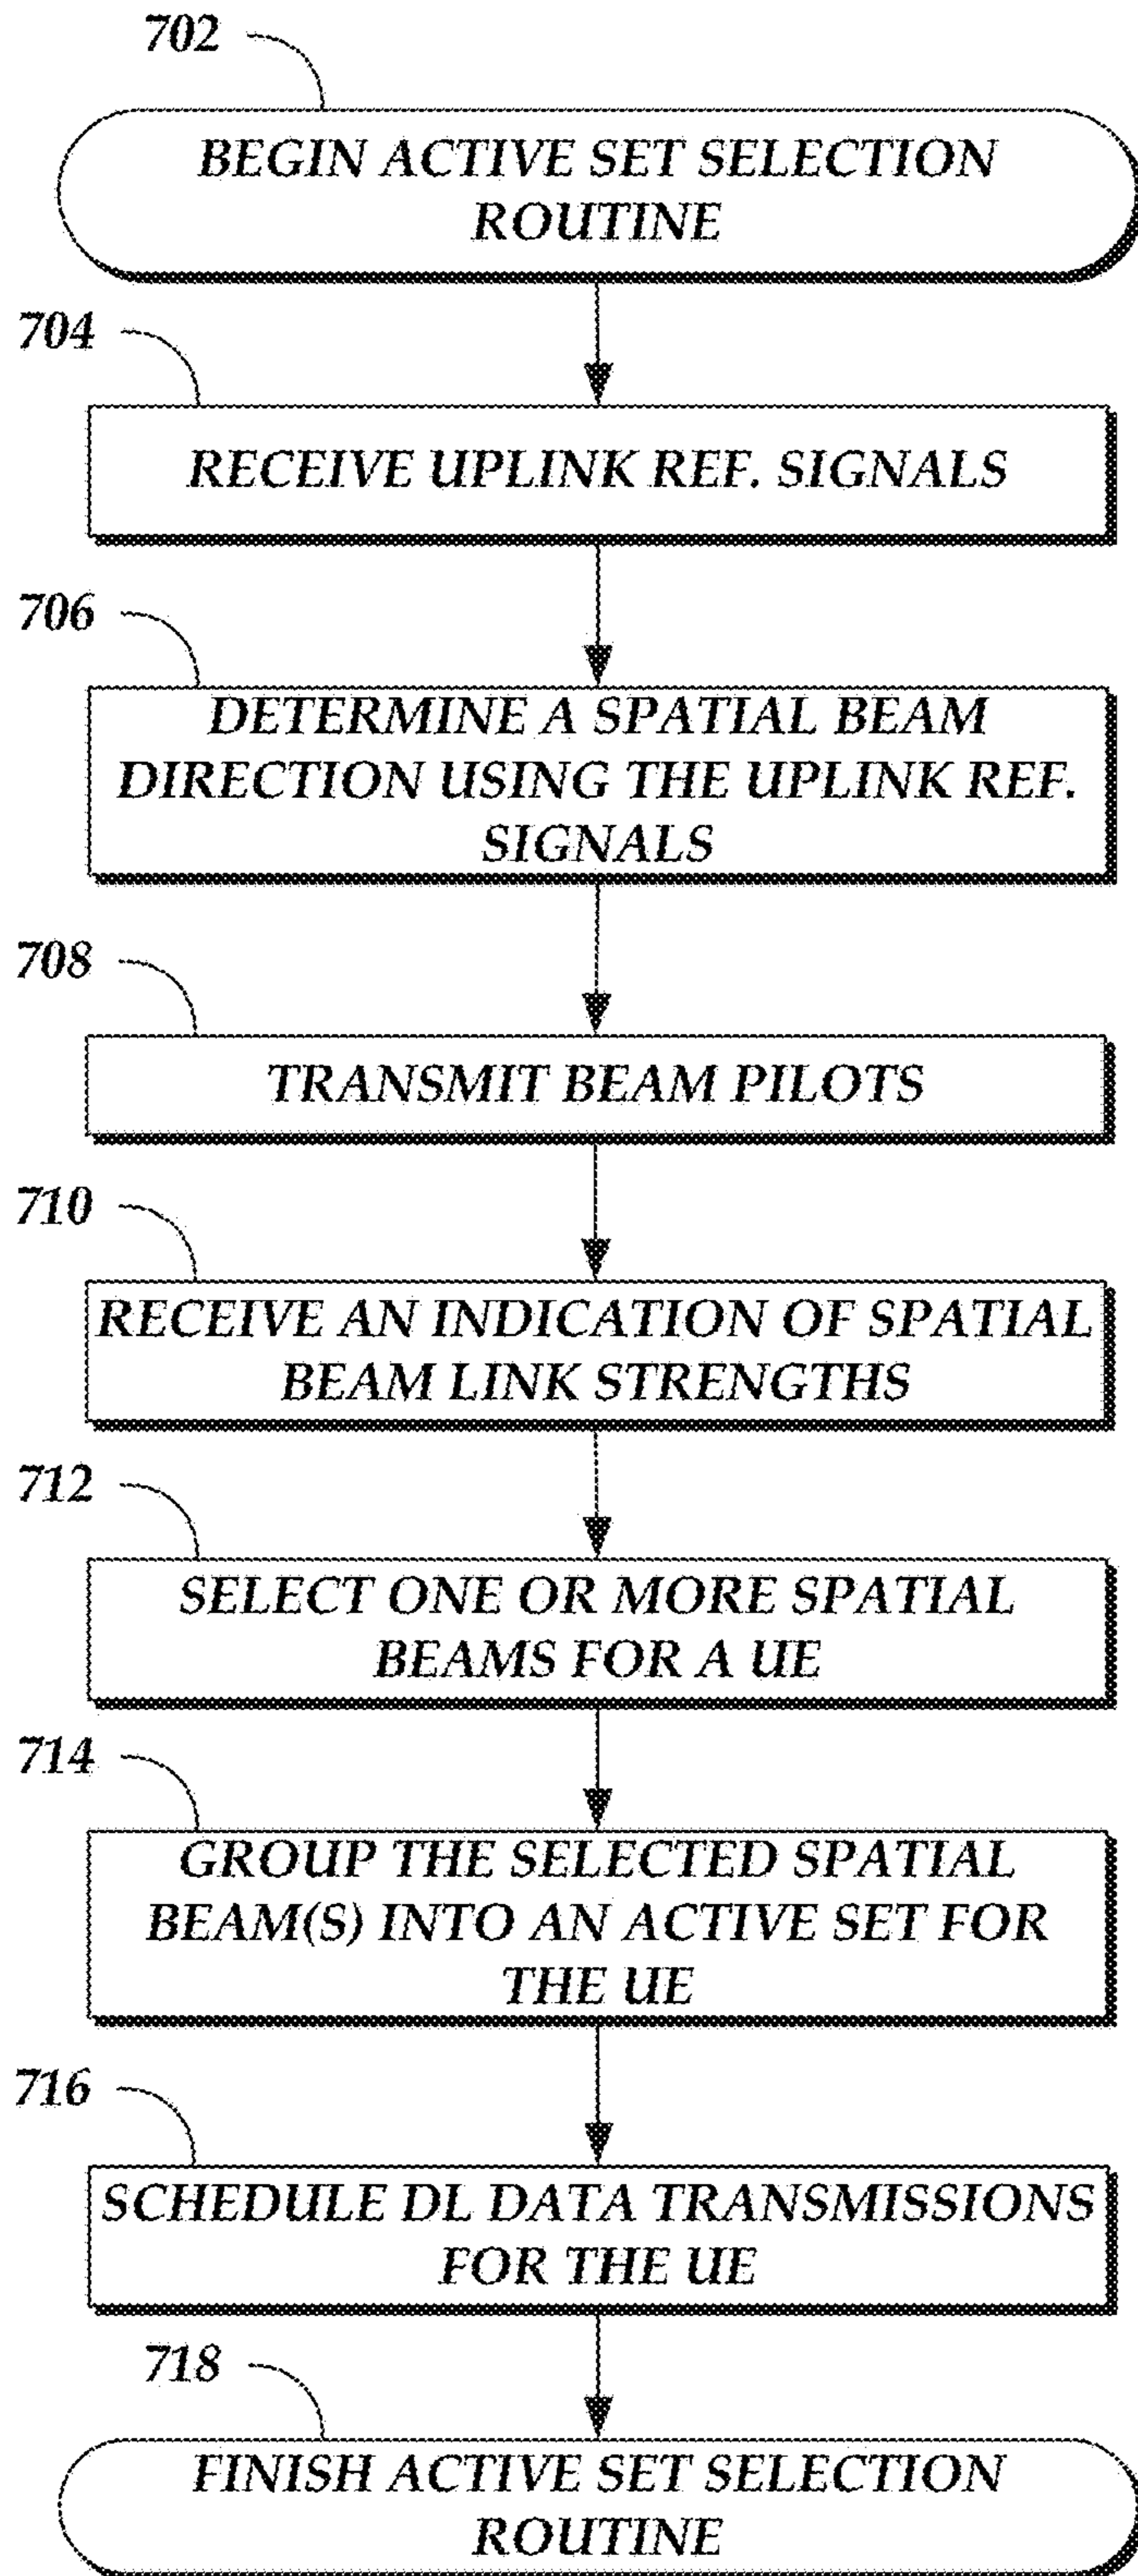 702
BEGIN ACTIVE SET SELECTION
ROUTINE
704
RECEIVE UPLINK REF. SIGNALS
706
DETERMINE A SPATIAL BEAM
DIRECTION USING THE UPLINK REF.
SIGNALS
708
TRANSMIT BEAM PILOTS
710
RECEIVE AN INDICATION OF SPATIAL
BEAM LINK STRENGTHS
712
SELECT ONE OR MORE SPATIAL
BEAMS FOR A UE
714
GROUP THE SELECTED SPATIAL
BEAM(S) INTO AN ACTIVE SET FOR
THE UE
716
SCHEDULE DL DATA TRANSMISSIONS
FOR THE UE
718
FINISH ACTIVE SET SELECTION
ROUTINE